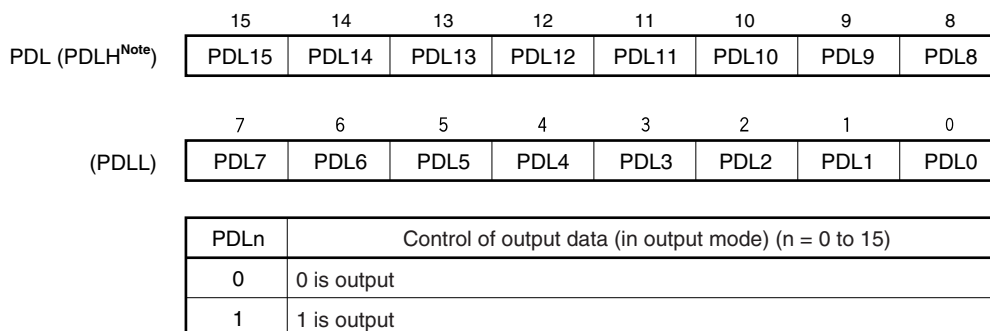 15 14 13 12 11 10 9 8
PDL (PDLH^Note) PDL15 PDL14 PDL13 PDL12 PDL11 PDL10 PDL9 PDL8
7 6 5 4 3 2 1 0
(PDLL) PDL7 PDL6 PDL5 PDL4 PDL3 PDL2 PDL1 PDL0
PDLn Control of output data (in output mode) (n = 0 to 15)
0 0 is output
1 1 is output